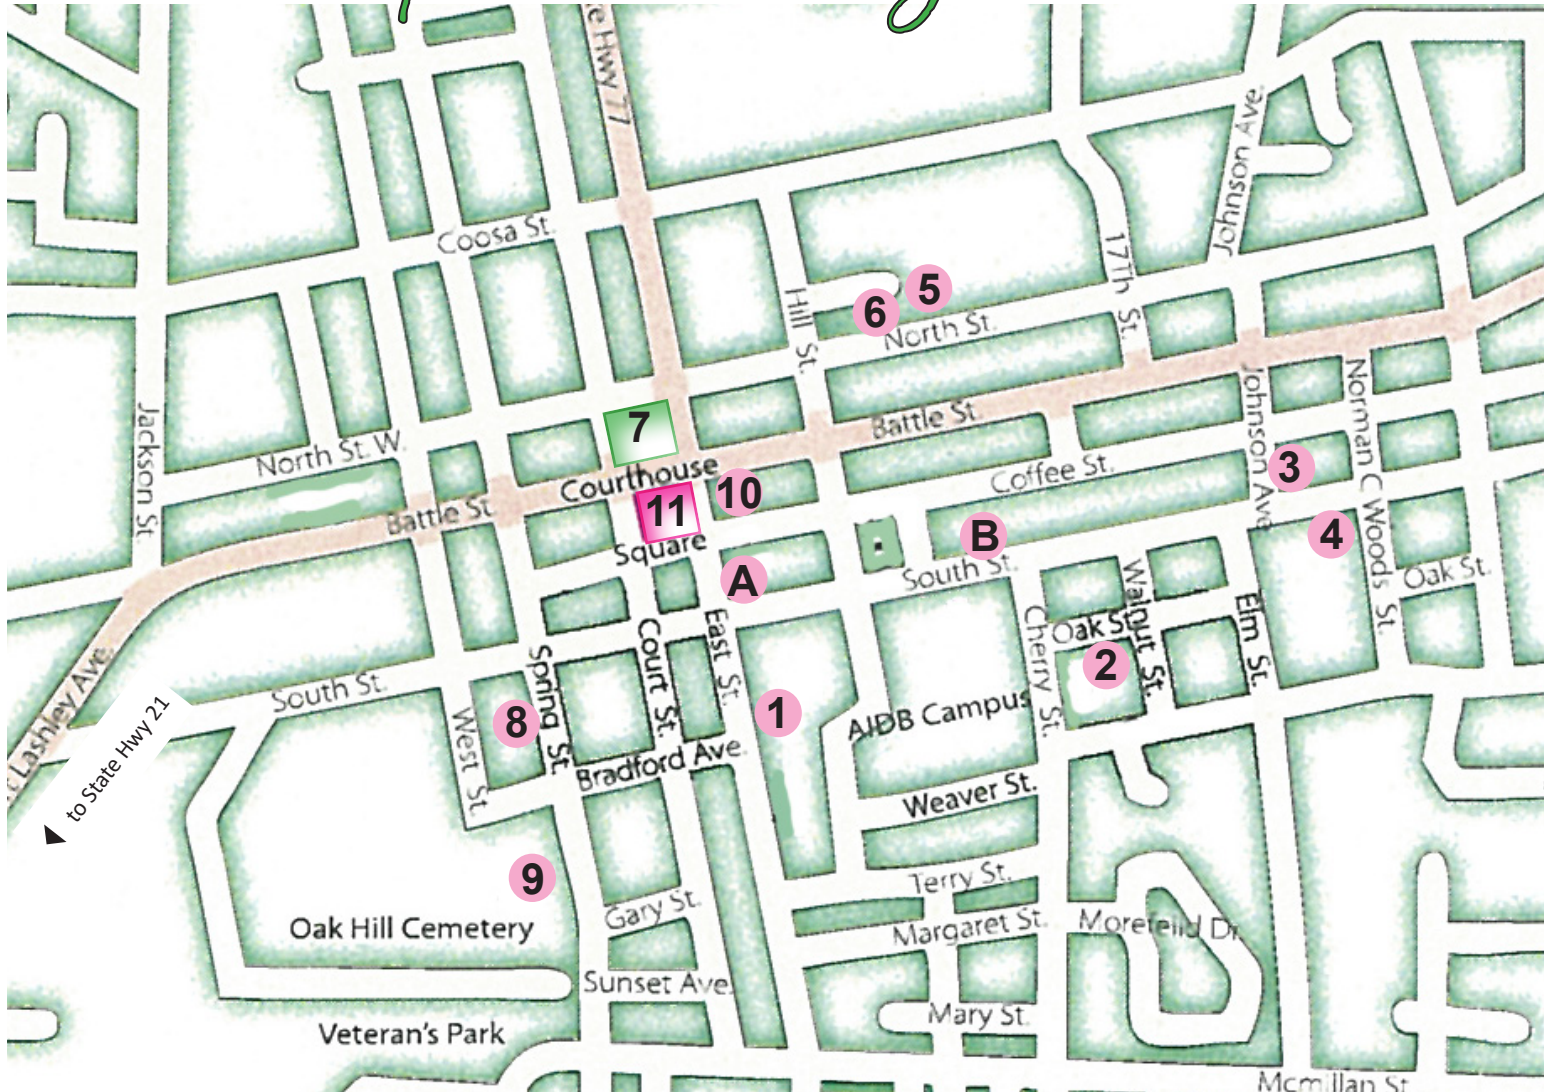 e Hwy 77
Johnson Ave.
Coosa St.
17Th St.
Hill St.
5
6
North St.
Jackson St.
North St. W.
7
Battle St.
Johnson Ave
Norman C Woods St.
Courthouse
10
11
Square
Battle St.
Coffee St.
3
4
B
A
South St.
Oak St.
Walnut St.
Oak St.
Elm St.
Cherry St.
2
East St.
Court St.
Spring St.
South St.
West St.
8
1
AIDB Campus
Lashley Ave.
to State Hwy 21
Bradford Ave.
Weaver St.
9
Terry St.
Gary St.
Oak Hill Cemetery
Margaret St.
Morefeild Dr.
Sunset Ave.
Mary St.
Veteran's Park
Mcmillan St.